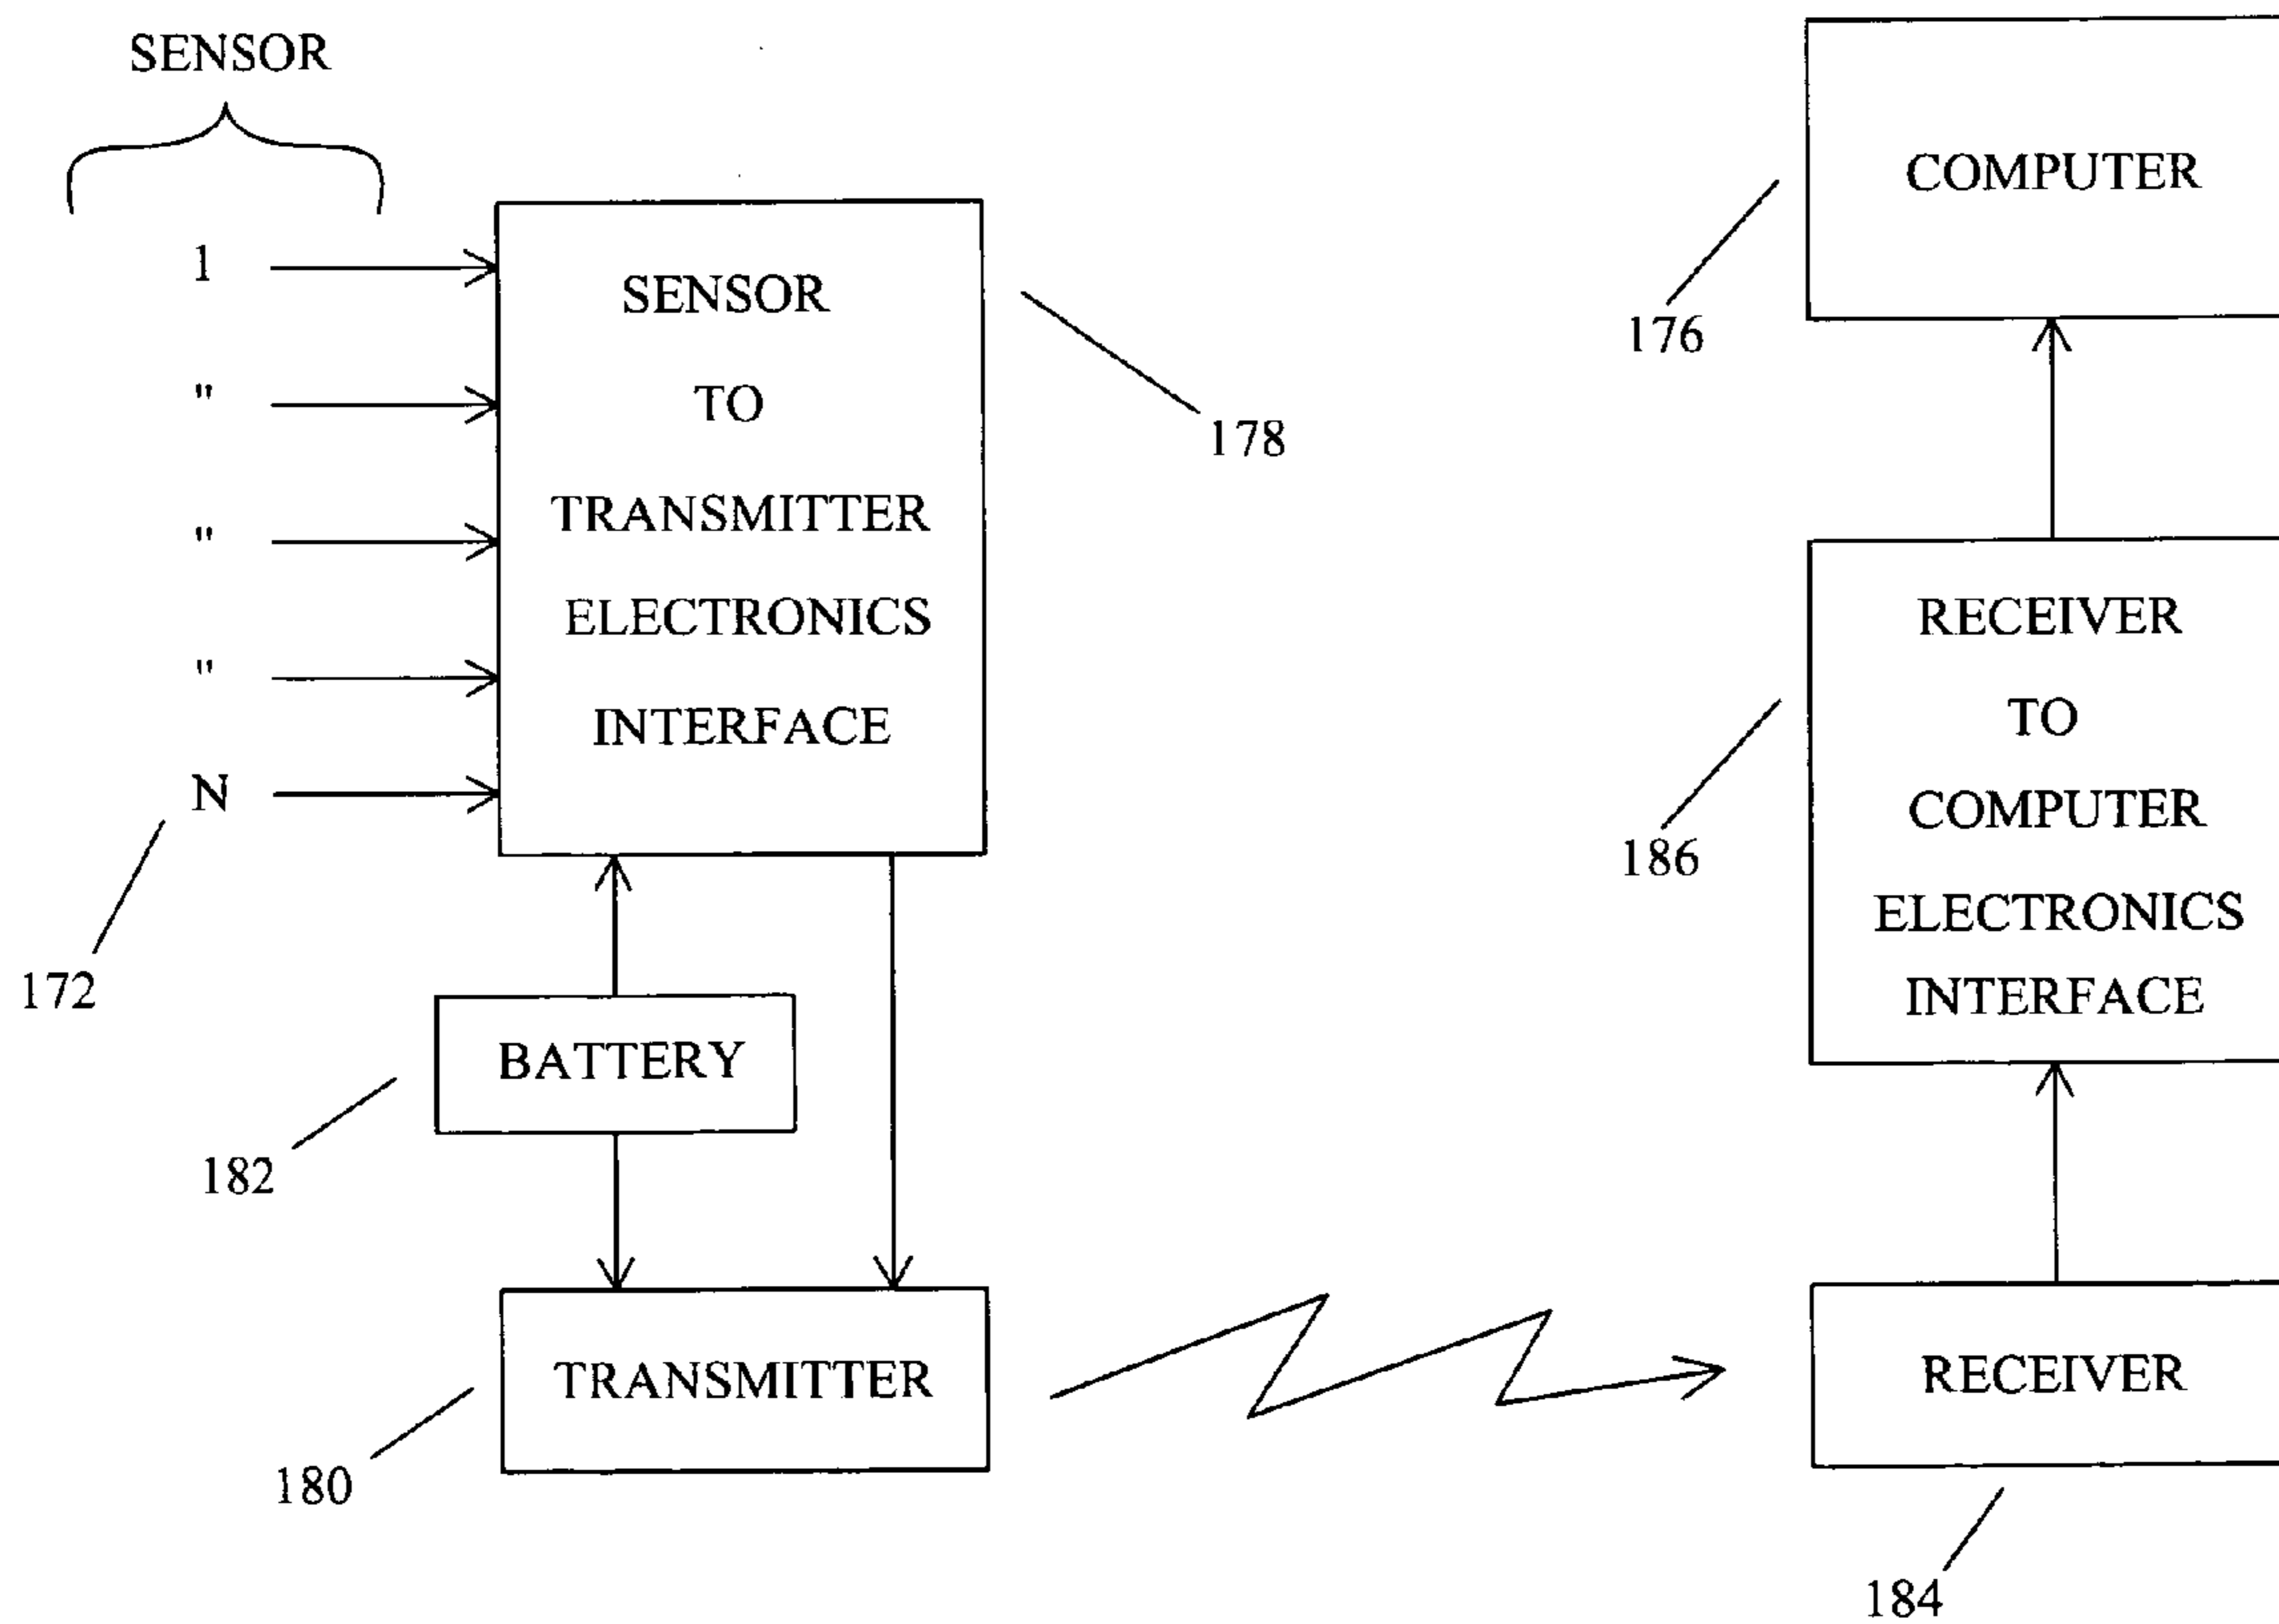 SENSOR
1
"
"
"
N
172
SENSOR
TO
TRANSMITTER
ELECTRONICS
INTERFACE
178
BATTERY
182
TRANSMITTER
180
COMPUTER
176
RECEIVER
TO
COMPUTER
ELECTRONICS
INTERFACE
186
RECEIVER
184